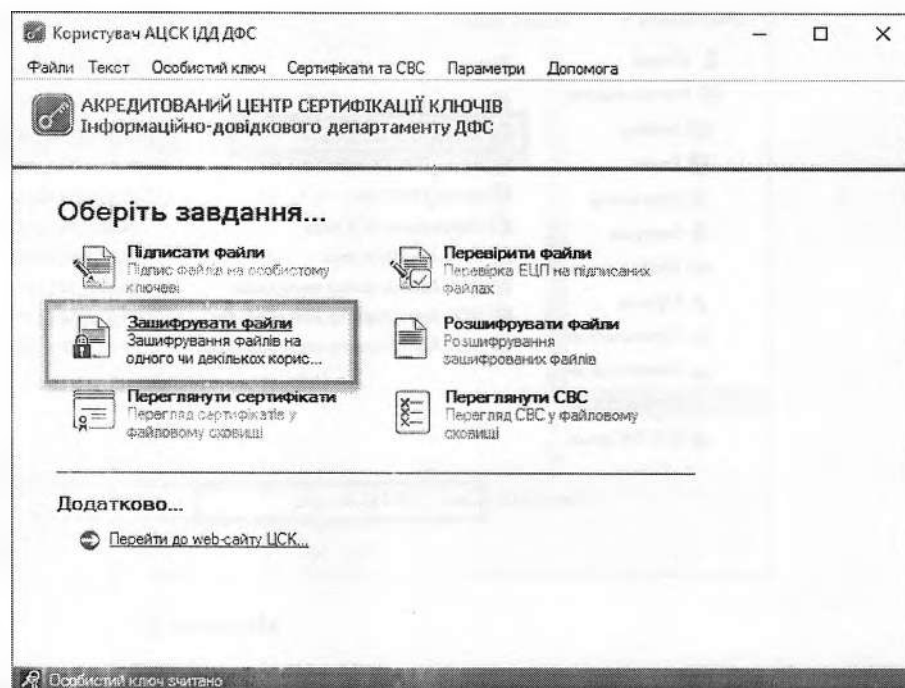 Користувач АЦСК ІДД ДФС
Файли Текст Особистий ключ Сертифікати та СВС Параметри Допомога
АКРЕДИТОВАНИЙ ЦЕНТР СЕРТИФІКАЦІЇ КЛЮЧІВ
Інформаційно-довідкового департаменту ДФС
Оберіть завдання...
Підписати файли
Підпис файлів на особистому
ключеві
Перевірити файли
Перевірка ЕЦП на підписаних
файлах
Зашифрувати файли
Зашифрування файлів на
одного чи декількох корис...
Розшифрувати файли
Розшифрування
зашифрованих файлів
Переглянути сертифікати
Перегляд сертифікатів у
файловому сховищі
Переглянути СВС
Перегляд СВС у файловому
сховищі
Додатково...
Перейти до web-сайту ЦСК...
Особистий ключ зчитано